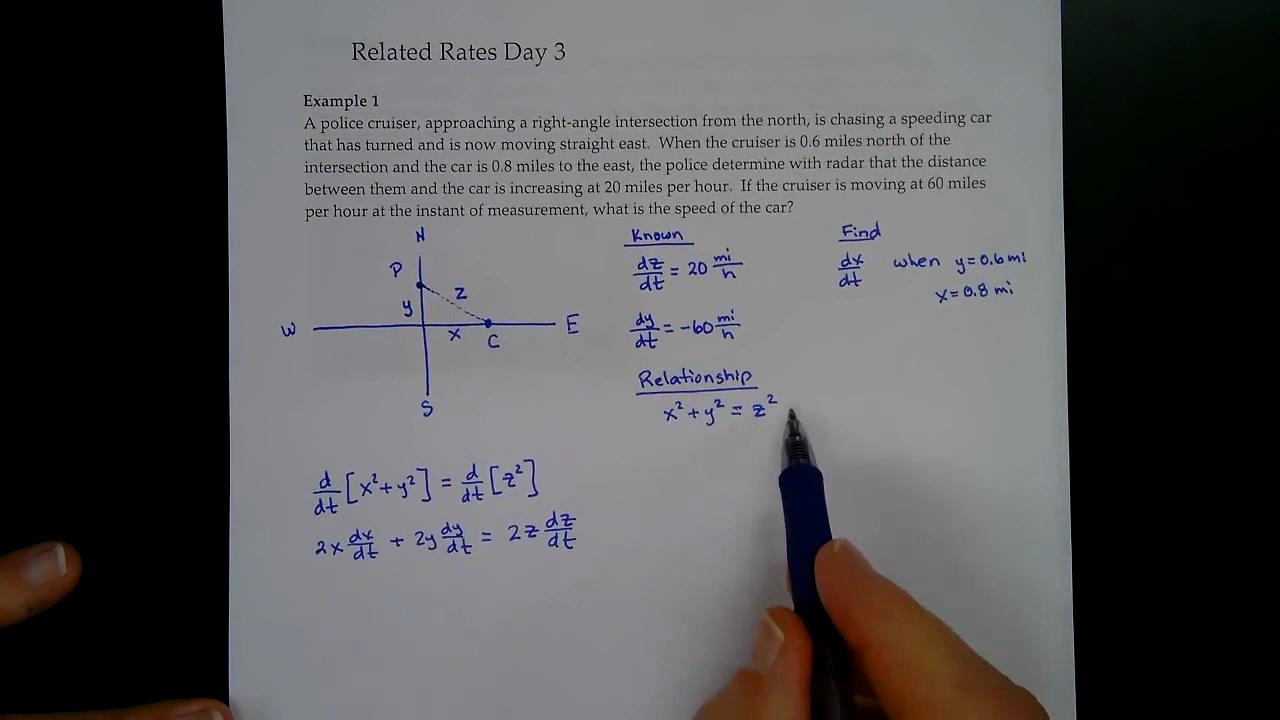 Related Rates Day 3
Example 1
A police cruiser, approaching a right-angle intersection from the north, is chasing a speeding car
that has turned and is now moving straight east. When the cruiser is 0.6 miles north of the
intersection and the car is 0.8 miles to the east, the police determine with radar that the distance
between them and the car is increasing at 20 miles per hour. If the cruiser is moving at 60 miles
per hour at the instant of measurement, what is the speed of the car?
N
P
y
z
W
x
C
E
S
Known
dz/dt = 20 mi/h
dy/dt = -60 mi/h
Relationship
x² + y² = z²
Find
dx/dt when y = 0.6 mi
x = 0.8 mi
d/dt [x² + y²] = d/dt [z²]
2x dx/dt + 2y dy/dt = 2z dz/dt